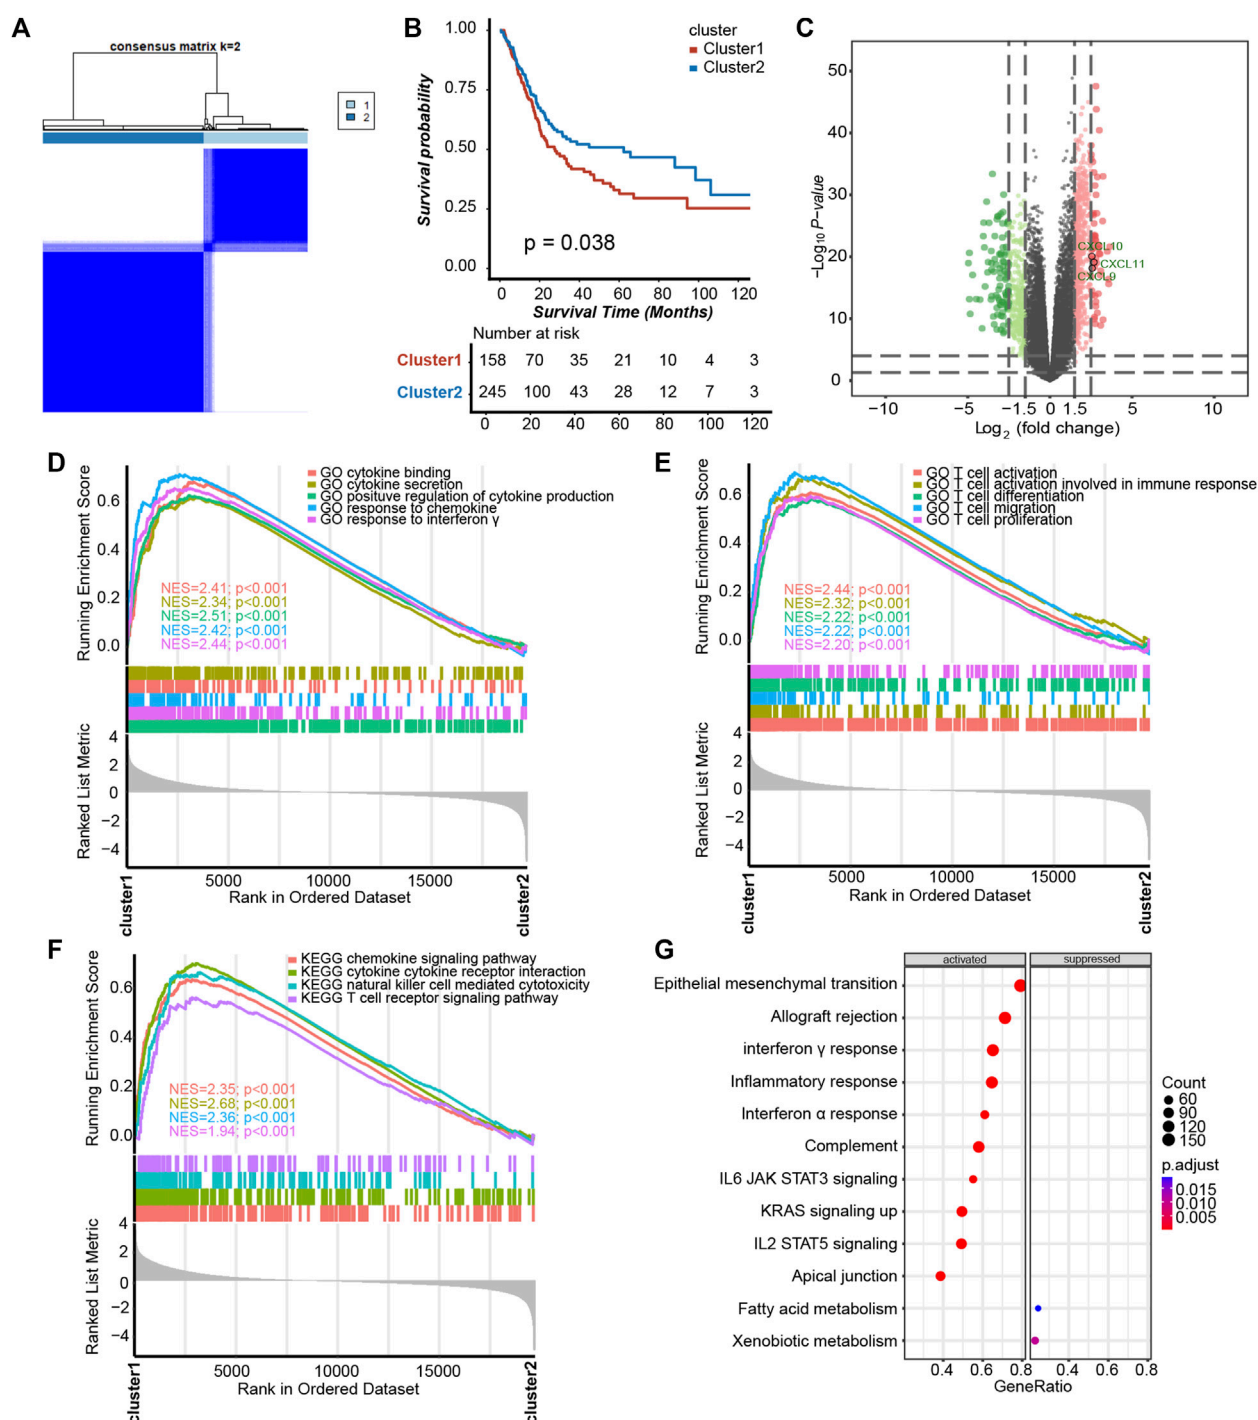 A
consensus matrix k=2
1
2
B
cluster
Cluster1
Cluster2
Survival probability
1.00
0.75
0.50
0.25
0.00
p = 0.038
0 20 40 60 80 100 120
Survival Time (Months)
Number at risk
Cluster1 158 70 35 21 10 4 3
Cluster2 245 100 43 28 12 7 3
0 20 40 60 80 100 120
C
−Log10 P−value
50
40
30
20
10
0
CXCL10
CXCL11
CXCL9
−10 −5 −1.5 0 1.5 5 10
Log2 (fold change)
D
GO cytokine binding
GO cytokine secretion
GO positiuve regulation of cytokine production
GO response to chemokine
GO response to interferon γ
Running Enrichment Score
0.6
0.4
0.2
0.0
NES=2.41; p<0.001
NES=2.34; p<0.001
NES=2.51; p<0.001
NES=2.42; p<0.001
NES=2.44; p<0.001
Ranked List Metric
4
2
0
−2
−4
cluster1
5000 10000 15000
cluster2
Rank in Ordered Dataset
E
GO T cell activation
GO T cell activation involved in immune response
GO T cell differentiation
GO T cell migration
GO T cell proliferation
Running Enrichment Score
0.6
0.4
0.2
0.0
NES=2.44; p<0.001
NES=2.32; p<0.001
NES=2.22; p<0.001
NES=2.22; p<0.001
NES=2.20; p<0.001
Ranked List Metric
4
2
0
−2
−4
cluster1
5000 10000 15000
cluster2
Rank in Ordered Dataset
F
KEGG chemokine signaling pathway
KEGG cytokine cytokine receptor interaction
KEGG natural killer cell mediated cytotoxicity
KEGG T cell receptor signaling pathway
Running Enrichment Score
0.6
0.4
0.2
0.0
NES=2.35; p<0.001
NES=2.68; p<0.001
NES=2.36; p<0.001
NES=1.94; p<0.001
Ranked List Metric
4
2
0
−2
−4
cluster1
5000 10000 15000
cluster2
Rank in Ordered Dataset
G
activated suppressed
Epithelial mesenchymal transition
Allograft rejection
interferon γ response
Inflammatory response
Interferon α response
Complement
IL6 JAK STAT3 signaling
KRAS signaling up
IL2 STAT5 signaling
Apical junction
Fatty acid metabolism
Xenobiotic metabolism
0.4 0.6 0.8 0.4 0.6 0.8
GeneRatio
Count
60
90
120
150
p.adjust
0.015
0.010
0.005